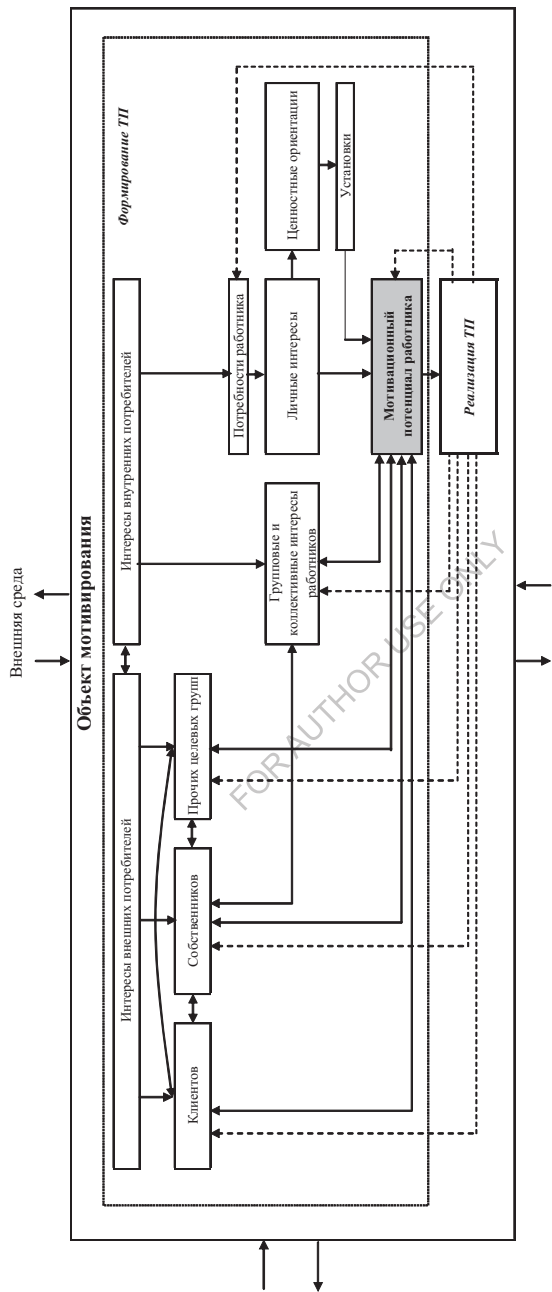 Внешняя среда
Объект мотивирования
Формирование ТП
Интересы внешних потребителей
Интересы внутренних потребителей
Клиентов
Собственников
Прочих целевых групп
Потребности работника
Групповые и
коллективные интересы
работников
Личные интересы
Ценностные ориентации
Установки
Мотивационный
потенциал работника
Реализация ТП
FOR AUTHOR USE ONLY